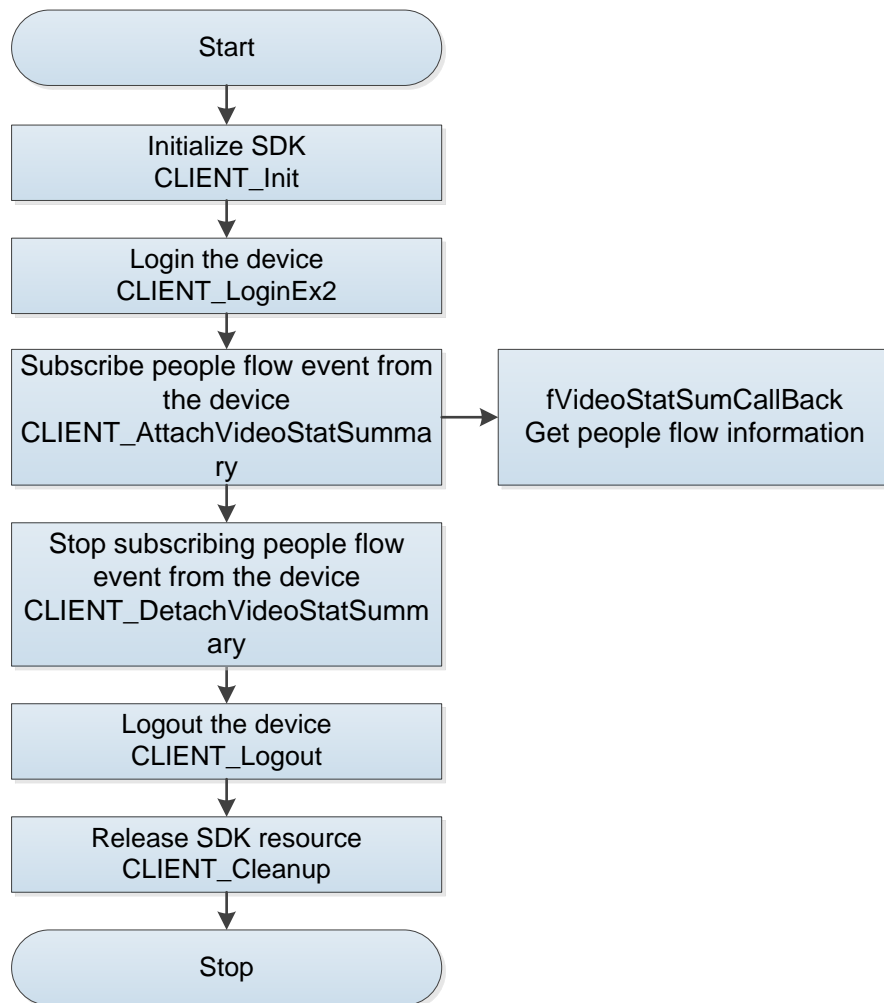 Start
Initialize SDK
CLIENT_Init
Login the device
CLIENT_LoginEx2
Subscribe people flow event from
the device
CLIENT_AttachVideoStatSumma
ry
fVideoStatSumCallBack
Get people flow information
Stop subscribing people flow
event from the device
CLIENT_DetachVideoStatSumm
ary
Logout the device
CLIENT_Logout
Release SDK resource
CLIENT_Cleanup
Stop